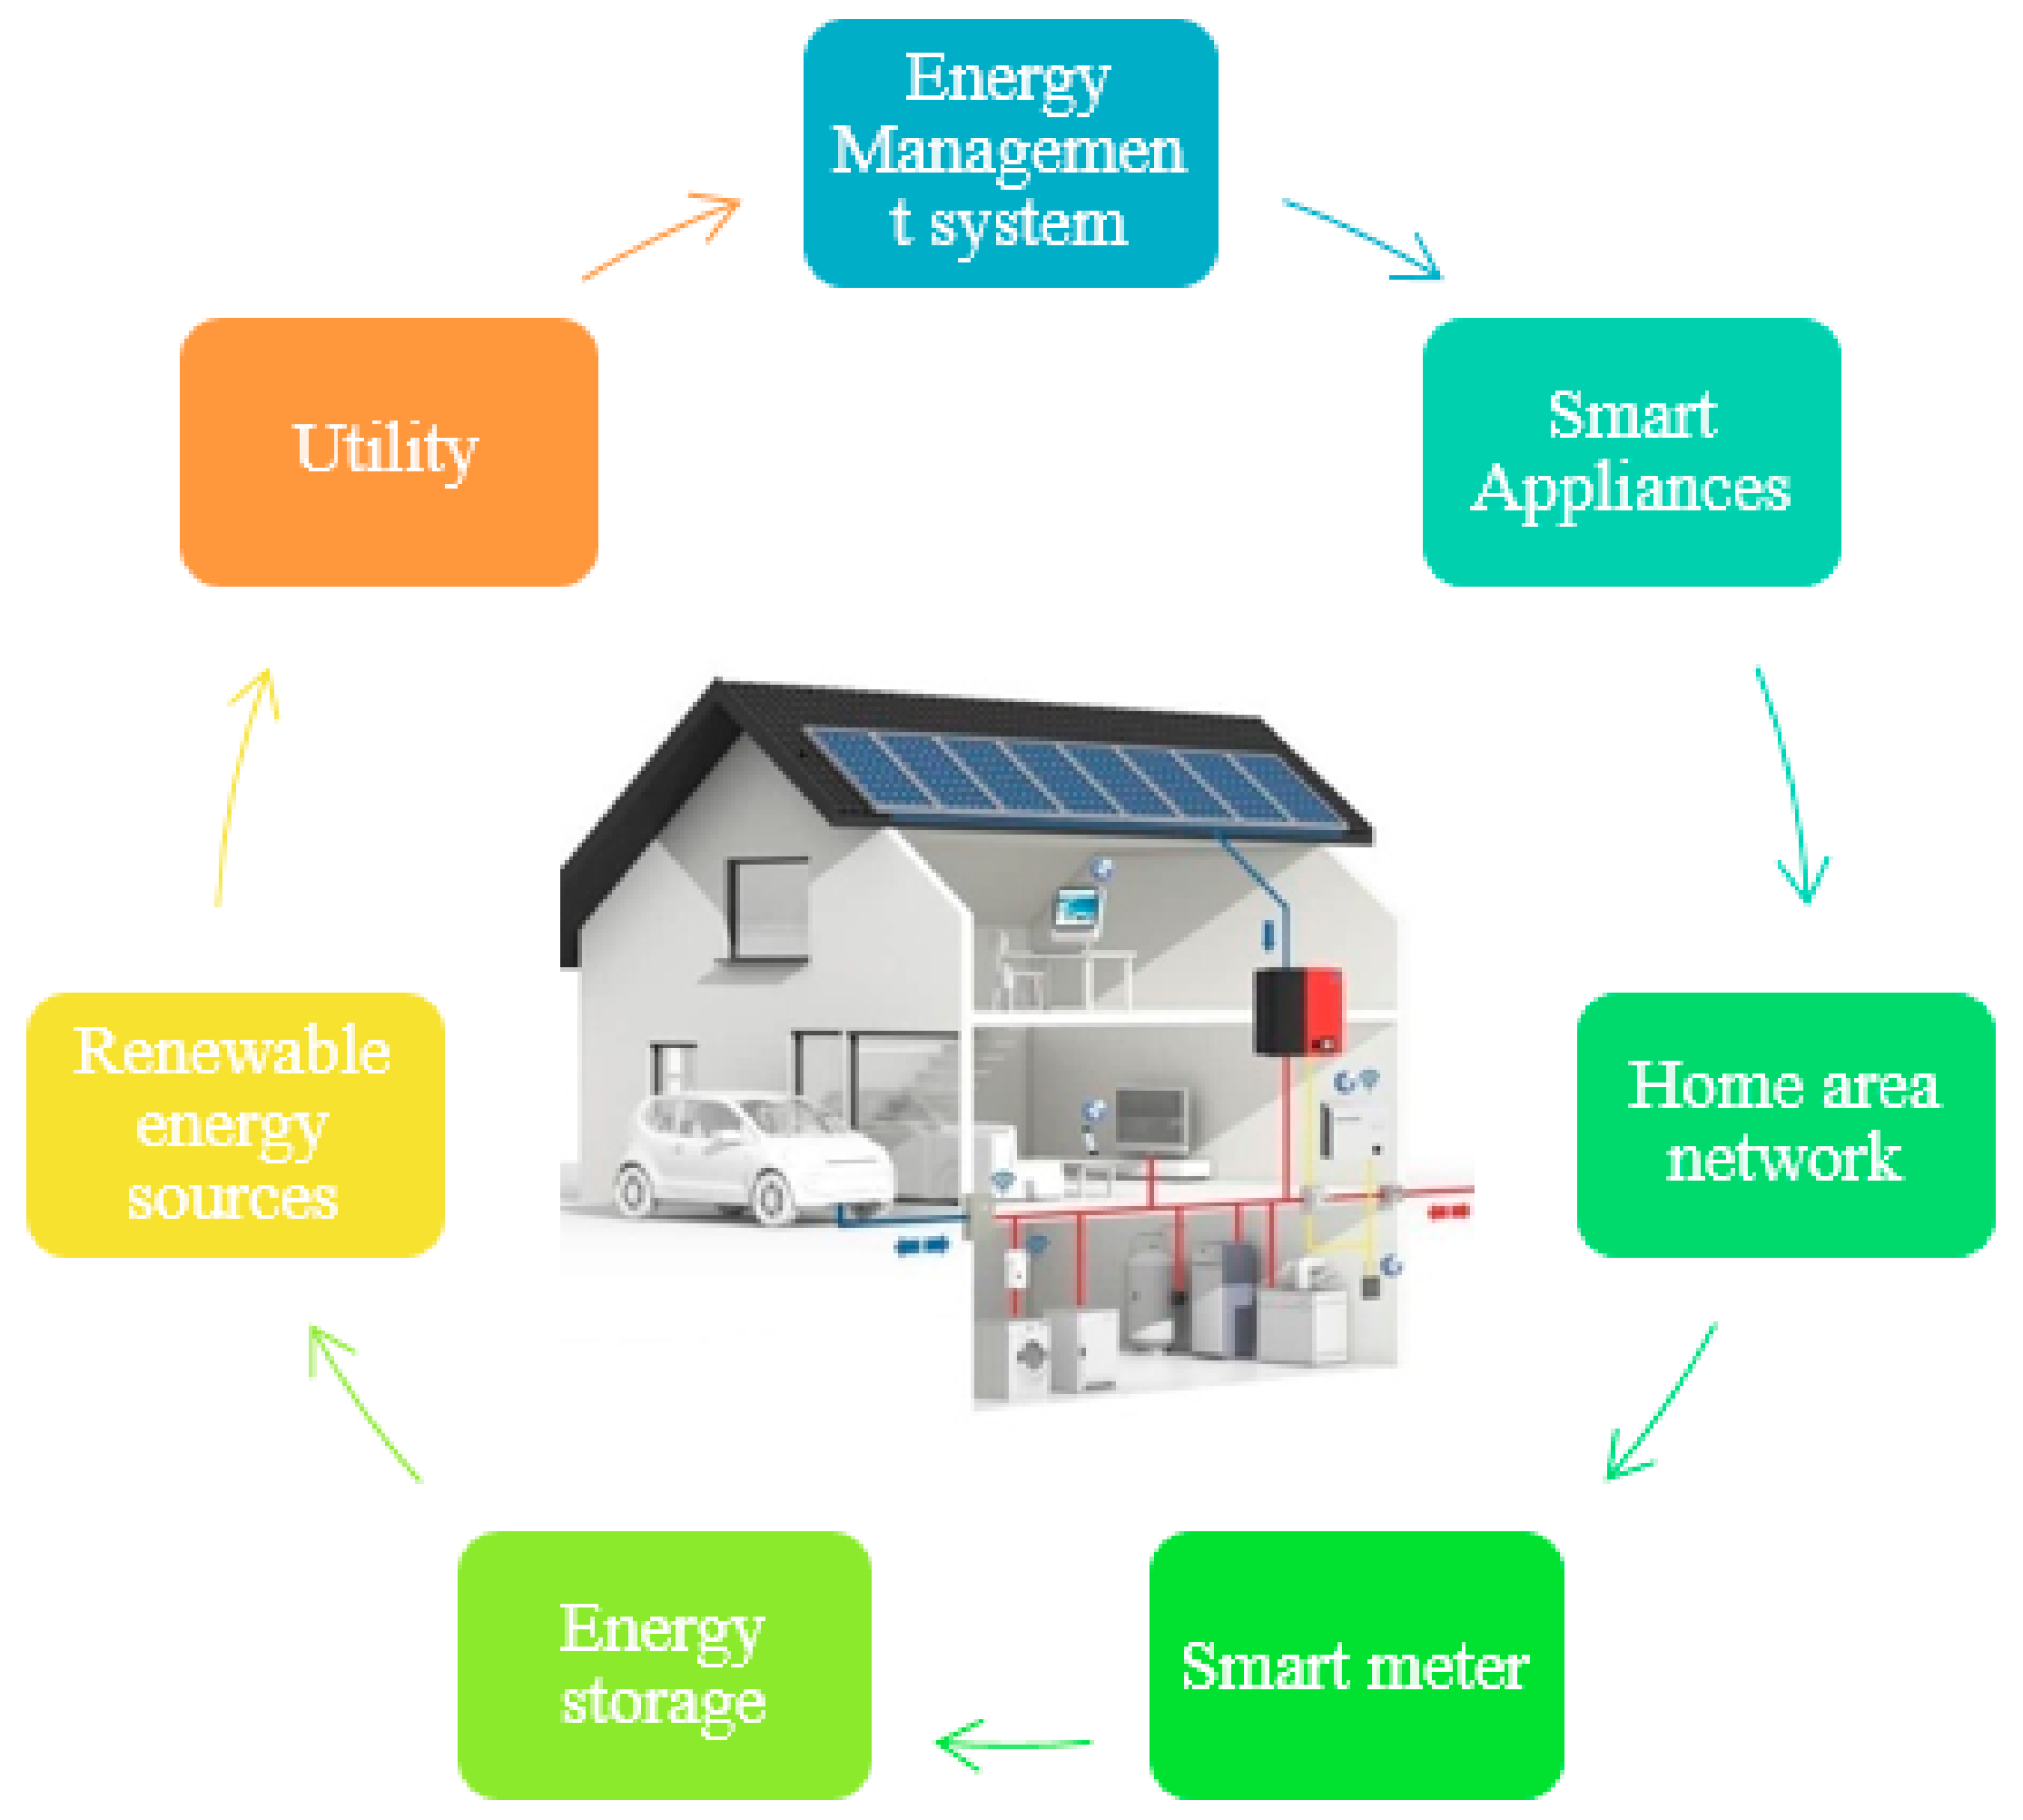 Energy
Managemen
t system
Smart
Appliances
Home area
network
Smart meter
Energy
storage
Renewable
energy
sources
Utility